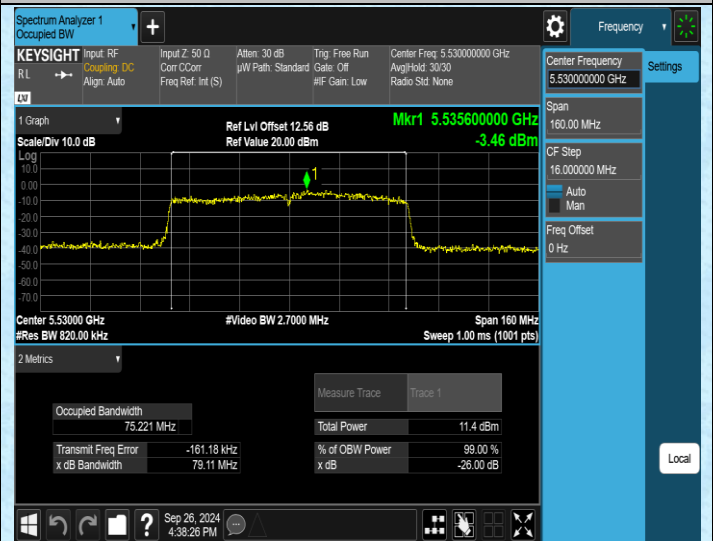 Spectrum Analyzer 1
Occupied BW
+
Frequency
KEYSIGHT
RL
LXI
Input: RF
Coupling: DC
Align: Auto
Input Z: 50 Ω
Corr CCorr
Freq Ref: Int (S)
Atten: 30 dB
µW Path: Standard
Trig: Free Run
Gate: Off
#IF Gain: Low
Center Freq: 5.530000000 GHz
Avg|Hold: 30/30
Radio Std: None
Center Frequency
5.530000000 GHz
Settings
Span
160.00 MHz
CF Step
16.000000 MHz
Auto
Man
Freq Offset
0 Hz
1 Graph
Scale/Div 10.0 dB
Ref Lvl Offset 12.56 dB
Ref Value 20.00 dBm
Mkr1 5.535600000 GHz
-3.46 dBm
Log
10.0
0.00
-10.0
-20.0
-30.0
-40.0
-50.0
-60.0
-70.0
1
Center 5.53000 GHz
#Res BW 820.00 kHz
#Video BW 2.7000 MHz
Span 160 MHz
Sweep 1.00 ms (1001 pts)
2 Metrics
Measure Trace Trace 1
Occupied Bandwidth
75.221 MHz
Total Power 11.4 dBm
Transmit Freq Error -161.18 kHz
% of OBW Power 99.00 %
x dB Bandwidth 79.11 MHz
x dB -26.00 dB
Local
?
Sep 26, 2024
4:38:26 PM